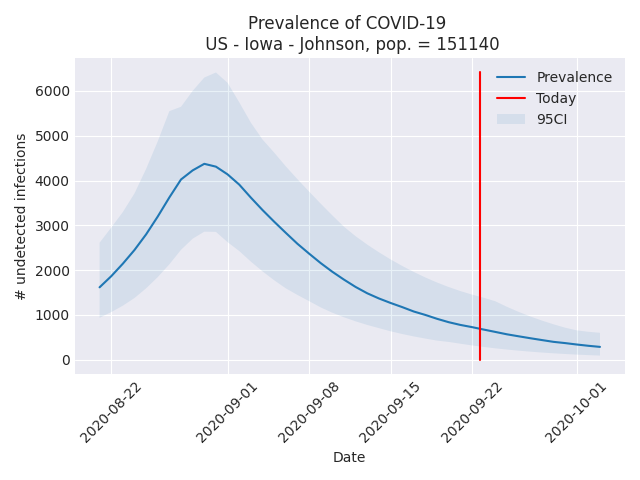 Prevalence of COVID-19
US - Iowa - Johnson, pop. = 151140
Prevalence
Today
95CI
# undetected infections
6000
5000
4000
3000
2000
1000
0
2020-08-22
2020-09-01
2020-09-08
2020-09-15
2020-09-22
2020-10-01
Date